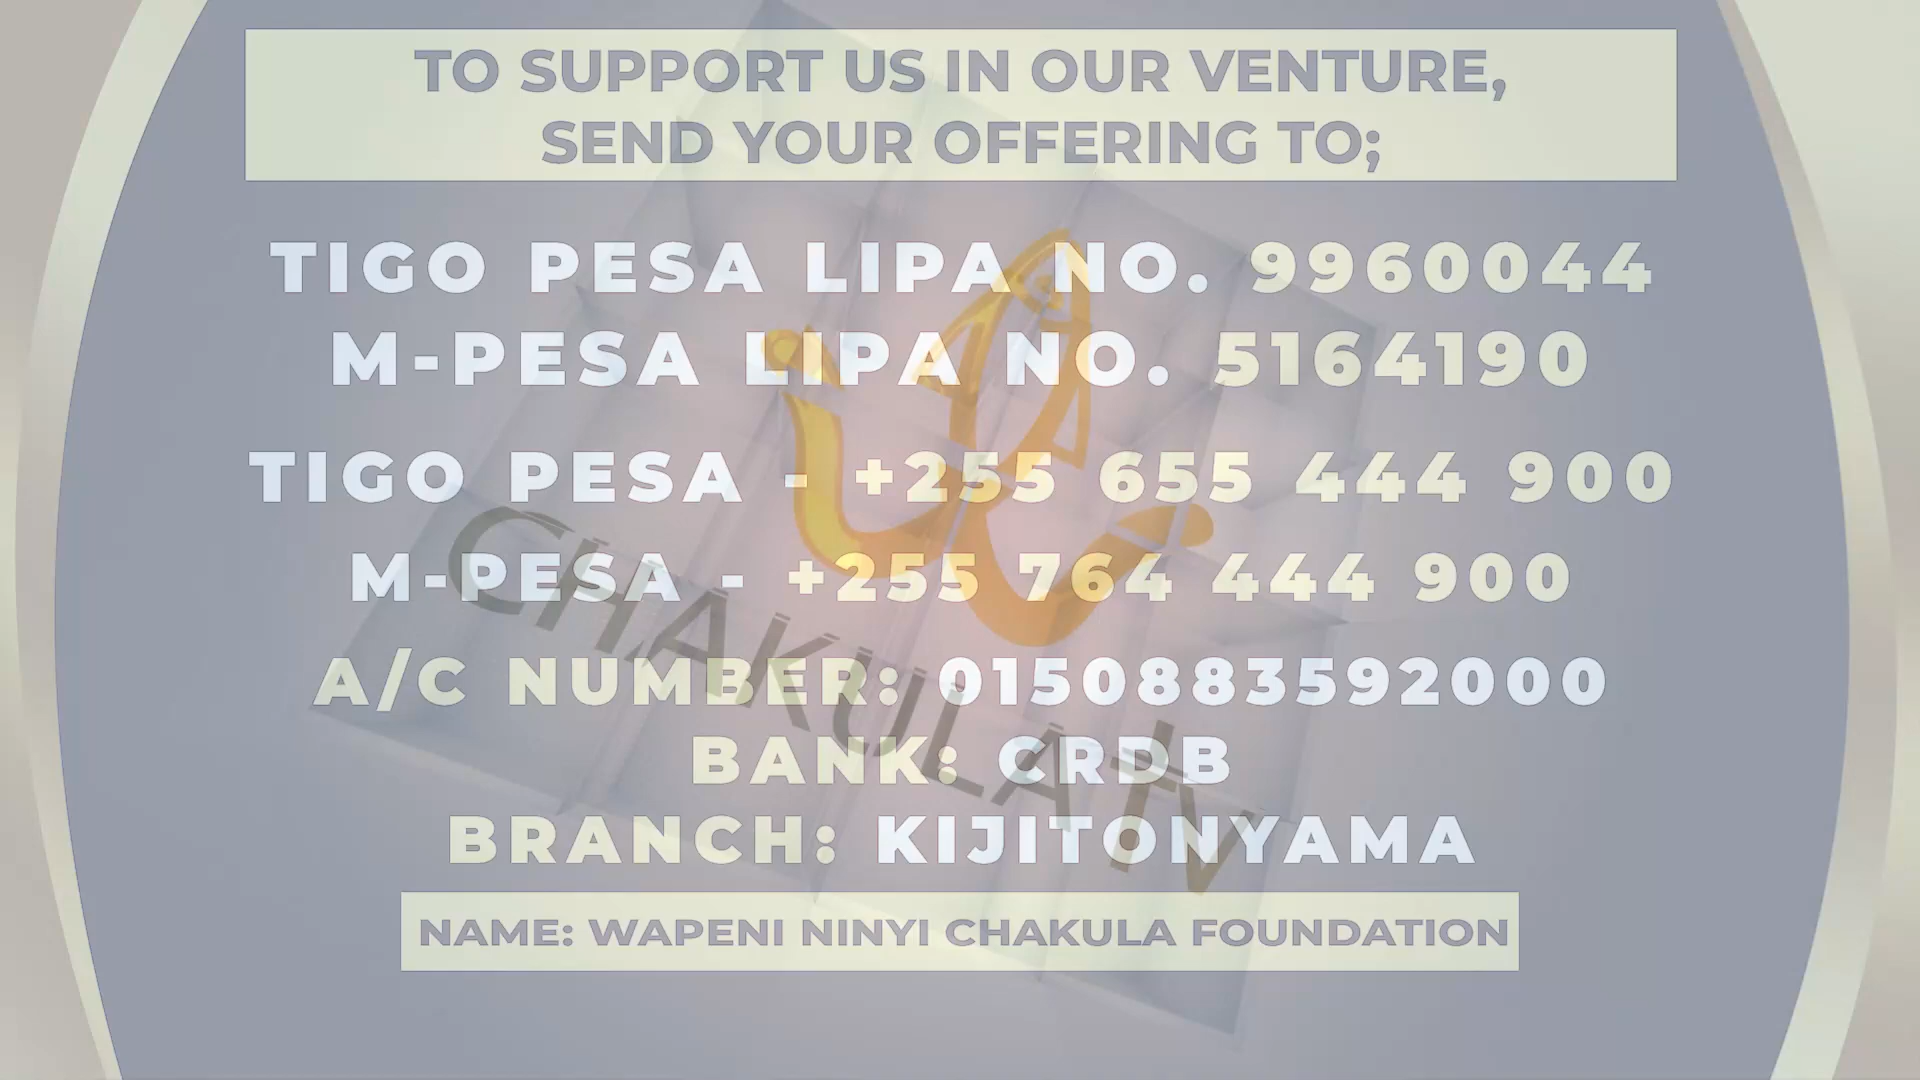 TO SUPPORT US IN OUR VENTURE,
SEND YOUR OFFERING TO;
TIGO PESA LIPA NO. 9960044
M-PESA LIPA NO. 5164190
TIGO PESA - +255 655 444 900
M-PESA - +255 764 444 900
A/C NUMBER: 0150883592000
BANK: CRDB
BRANCH: KIJITONYAMA
NAME: WAPENI NINYI CHAKULA FOUNDATION
CHAKULA TV